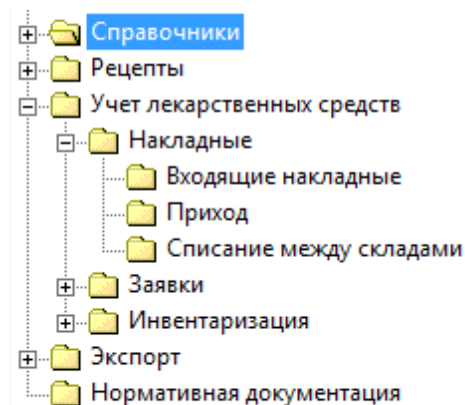 Справочники
Рецепты
Учет лекарственных средств
Накладные
Входящие накладные
Приход
Списание между складами
Заявки
Инвентаризация
Экспорт
Нормативная документация